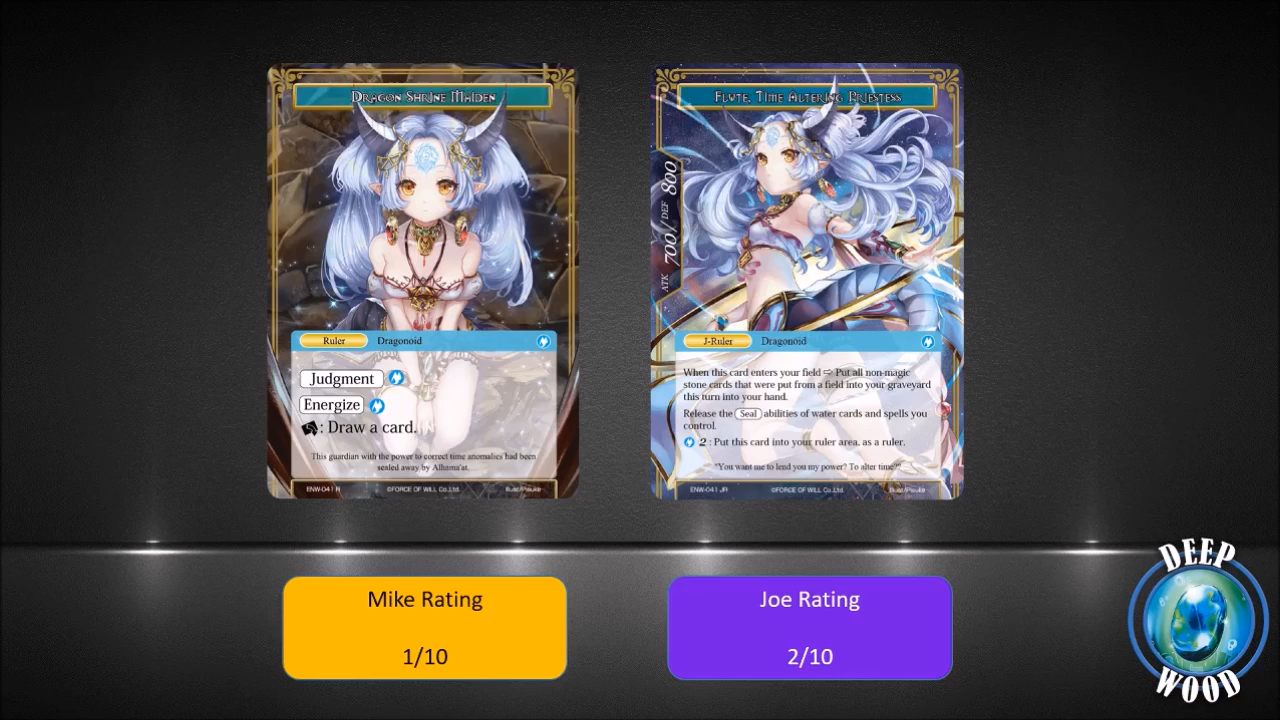 Dragon Shrine Maiden
Ruler Dragonoid
Judgment
Energize
: Draw a card.
This guardian with the power to correct time anomalies had been
sealed away by Alhama'at.
ENW-041 R ©FORCE OF WILL Co.,Ltd. Illust/Pisuke
Flute, Time Altering Priestess
ATK 700 / DEF 800
J-Ruler Dragonoid
When this card enters your field ⇨ Put all non-magic
stone cards that were put from a field into your graveyard
this turn into your hand.
Release the Seal abilities of water cards and spells you
control.
2 : Put this card into your ruler area, as a ruler.
"You want me to lend you my power? To alter time?"
ENW-041 JR ©FORCE OF WILL Co.,Ltd. Illust/Pisuke
Mike Rating
1/10
Joe Rating
2/10
DEEP
WOOD